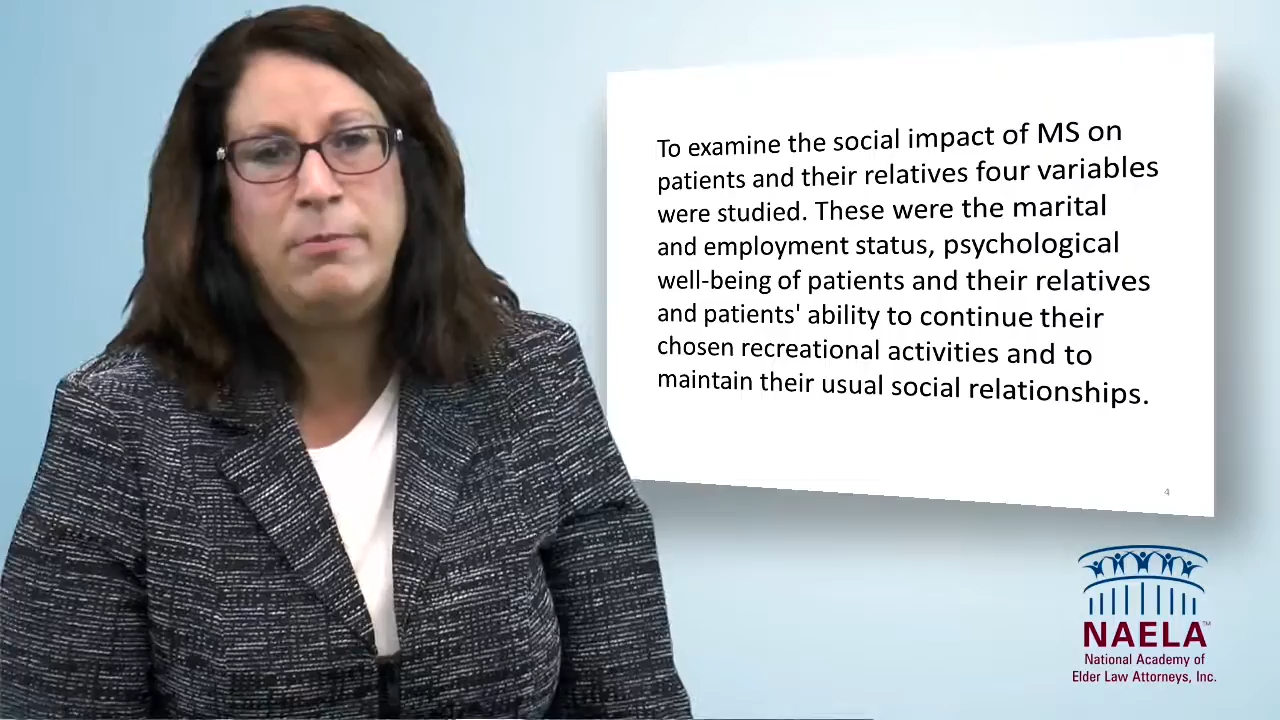 To examine the social impact of MS on
patients and their relatives four variables
were studied. These were the marital
and employment status, psychological
well-being of patients and their relatives
and patients' ability to continue their
chosen recreational activities and to
maintain their usual social relationships.
4
NAELA™
National Academy of
Elder Law Attorneys, Inc.